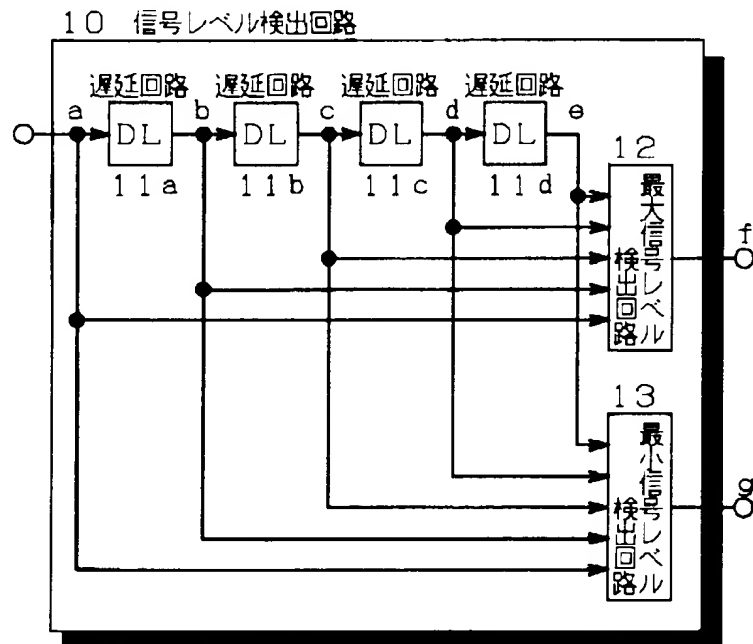 10 信号レベル検出回路
遅延回路 遅延回路 遅延回路 遅延回路
a DL b DL c DL d DL e
11a 11b 11c 11d
12
最大信号レベル検出回路
f
13
最小信号レベル検出回路
g